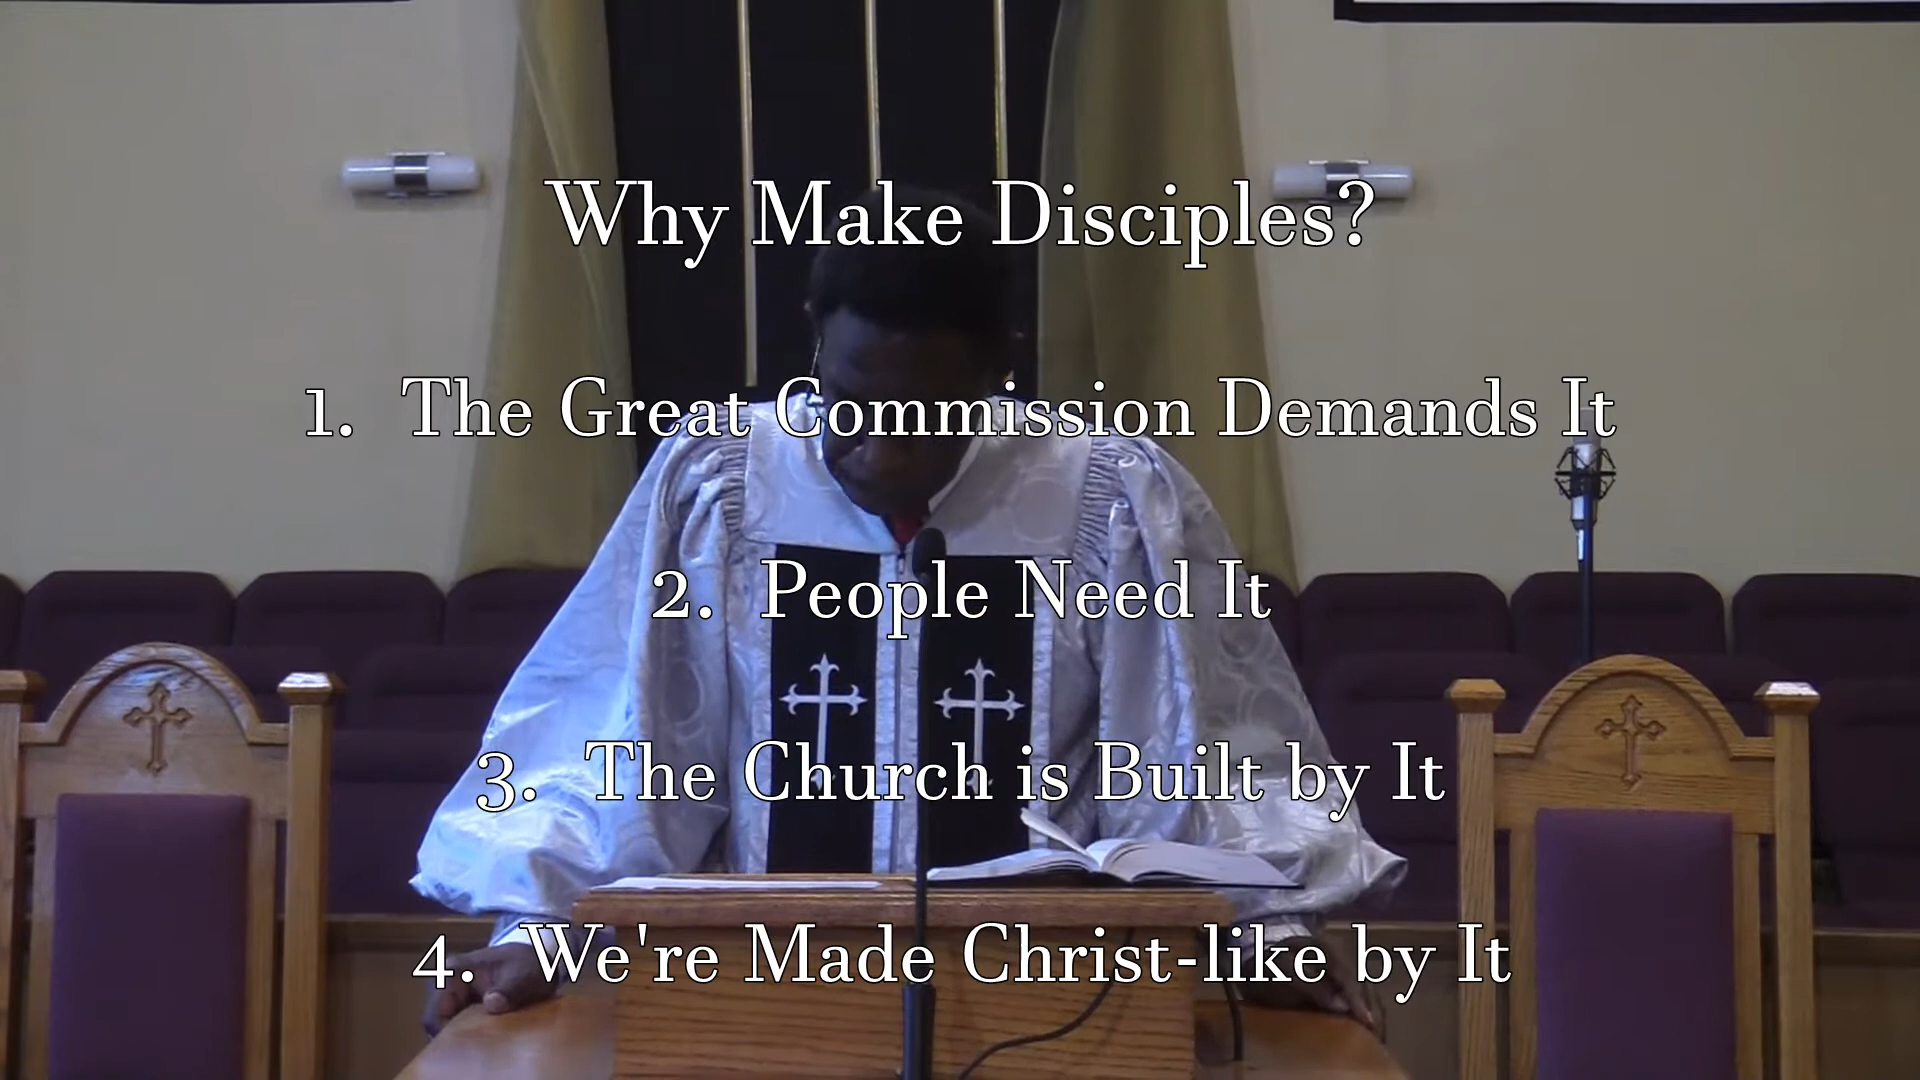 Why Make Disciples?
1. The Great Commission Demands It
2. People Need It
3. The Church is Built by It
4. We're Made Christ-like by It